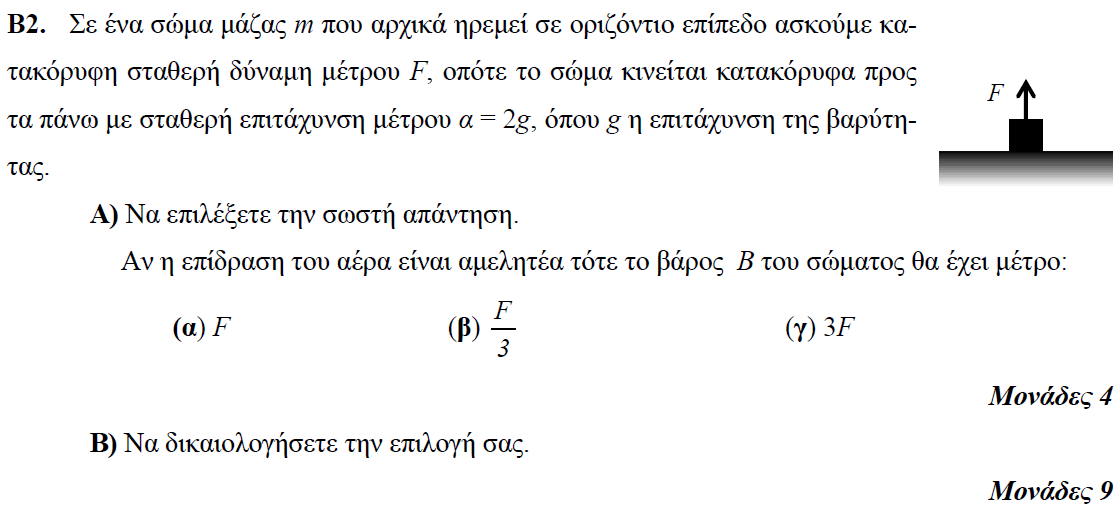 Β2. Σε ένα σώμα μάζας m που αρχικά ηρεμεί σε οριζόντιο επίπεδο ασκούμε κα-
τακόρυφη σταθερή δύναμη μέτρου F, οπότε το σώμα κινείται κατακόρυφα προς
τα πάνω με σταθερή επιτάχυνση μέτρου α = 2g, όπου g η επιτάχυνση της βαρύτη-
τας.
F
Α) Να επιλέξετε την σωστή απάντηση.
Αν η επίδραση του αέρα είναι αμελητέα τότε το βάρος B του σώματος θα έχει μέτρο:
(α) F (β) F/3 (γ) 3F
Μονάδες 4
Β) Να δικαιολογήσετε την επιλογή σας.
Μονάδες 9